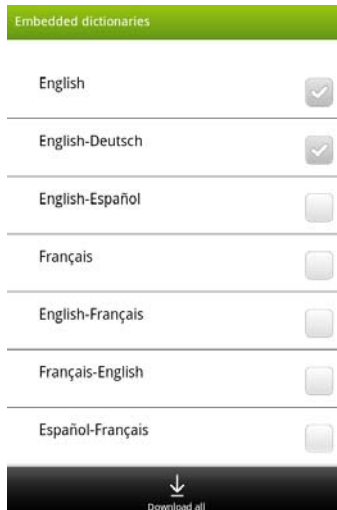 Embedded dictionaries
English
English-Deutsch
English-Español
Français
English-Français
Français-English
Español-Français
Download all